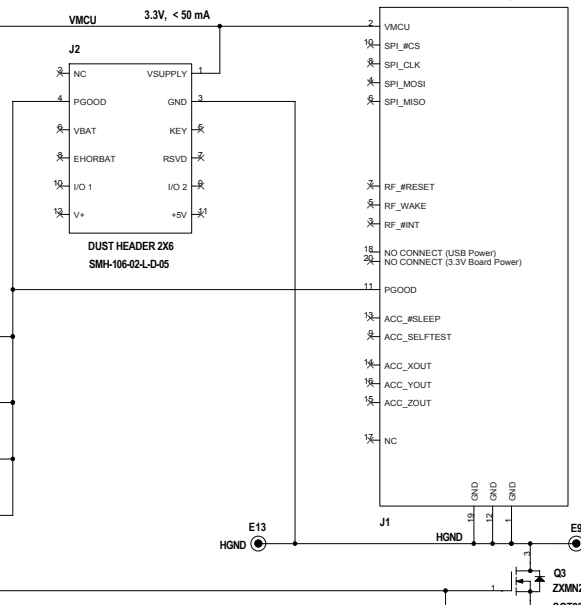 VMCU
3.3V, < 50 mA
J2
2 NC VSUPPLY 1
4 PGOOD GND 3
6 VBAT KEY 5
8 EHORBAT RSVD 7
10 I/O 1 I/O 2 9
12 V+ +5V 11
DUST HEADER 2X6
SMH-106-02-L-D-05
2 VMCU
10 SPI_#CS
8 SPI_CLK
4 SPI_MOSI
6 SPI_MISO
7 RF_#RESET
5 RF_WAKE
3 RF_#INT
18 NO CONNECT (USB Power)
20 NO CONNECT (3.3V Board Power)
11 PGOOD
13 ACC_#SLEEP
9 ACC_SELFTEST
14 ACC_XOUT
16 ACC_YOUT
15 ACC_ZOUT
17 NC
GND GND GND
19 12 1
J1
E13
HGND
HGND
E9
3
Q3
1
ZXMN2